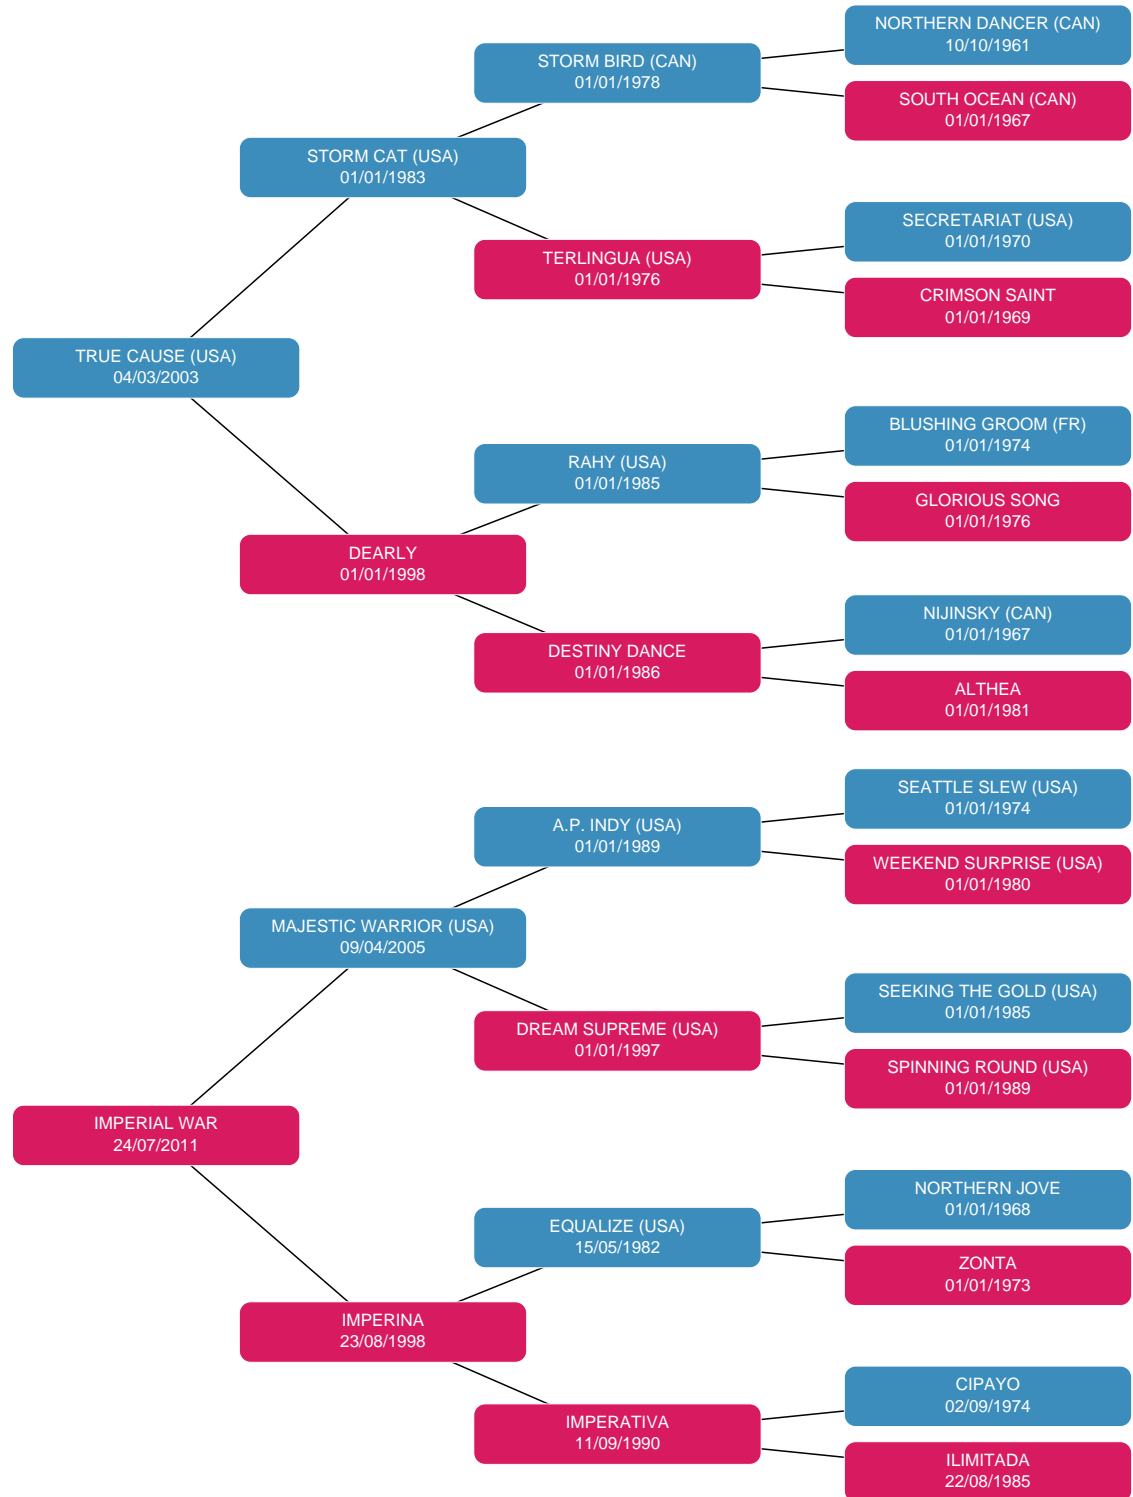 NORTHERN DANCER (CAN)
10/10/1961
STORM BIRD (CAN)
01/01/1978
SOUTH OCEAN (CAN)
01/01/1967
STORM CAT (USA)
01/01/1983
SECRETARIAT (USA)
01/01/1970
TERLINGUA (USA)
01/01/1976
CRIMSON SAINT
01/01/1969
TRUE CAUSE (USA)
04/03/2003
BLUSHING GROOM (FR)
01/01/1974
RAHY (USA)
01/01/1985
GLORIOUS SONG
01/01/1976
DEARLY
01/01/1998
NIJINSKY (CAN)
01/01/1967
DESTINY DANCE
01/01/1986
ALTHEA
01/01/1981
SEATTLE SLEW (USA)
01/01/1974
A.P. INDY (USA)
01/01/1989
WEEKEND SURPRISE (USA)
01/01/1980
MAJESTIC WARRIOR (USA)
09/04/2005
SEEKING THE GOLD (USA)
01/01/1985
DREAM SUPREME (USA)
01/01/1997
SPINNING ROUND (USA)
01/01/1989
IMPERIAL WAR
24/07/2011
NORTHERN JOVE
01/01/1968
EQUALIZE (USA)
15/05/1982
ZONTA
01/01/1973
IMPERINA
23/08/1998
CIPAYO
02/09/1974
IMPERATIVA
11/09/1990
ILIMITADA
22/08/1985